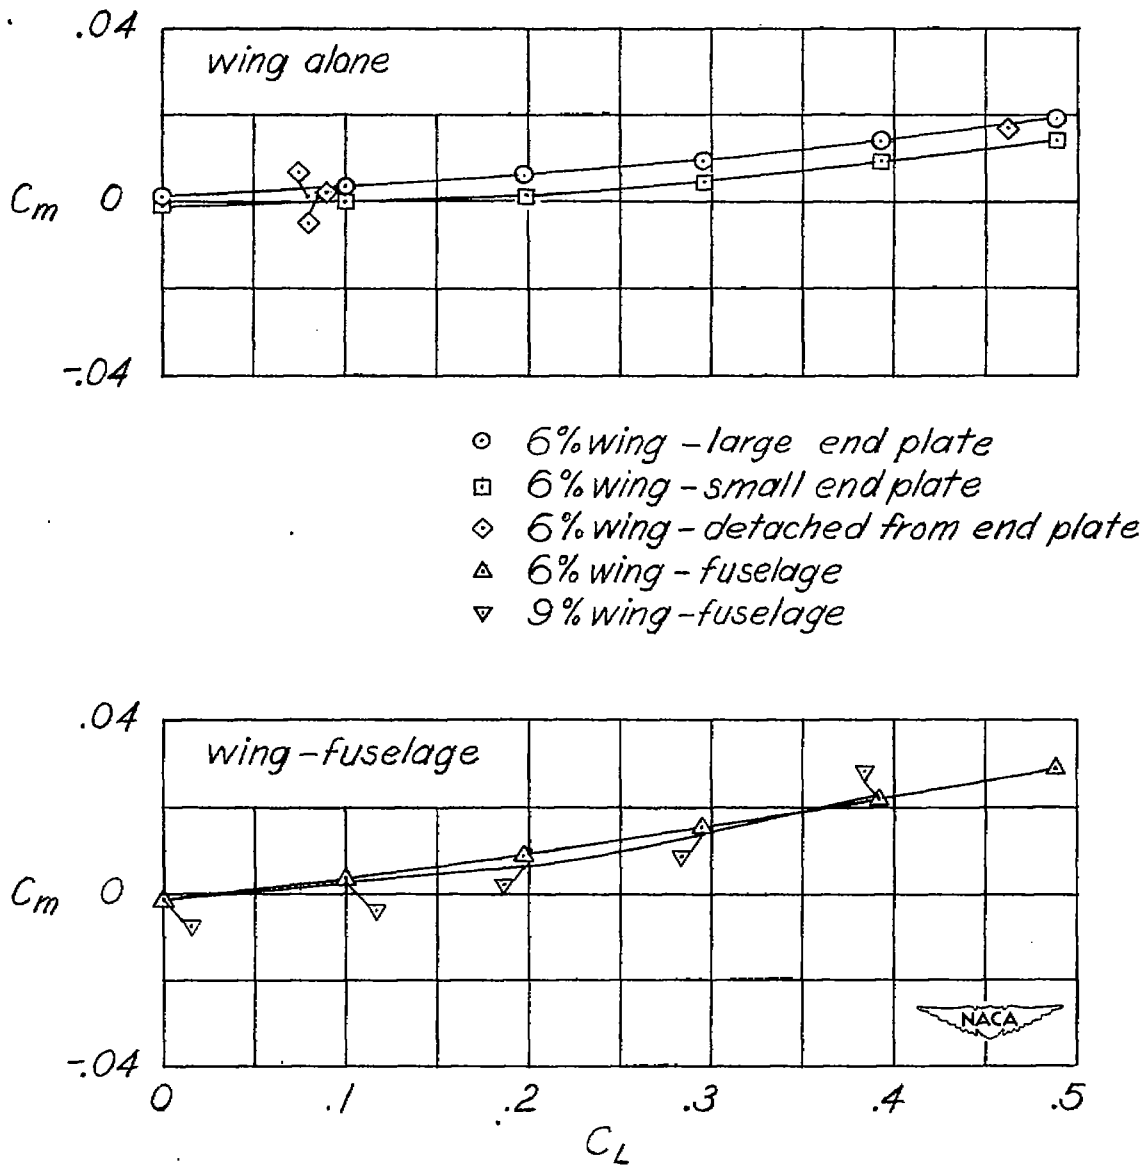 .04
wing alone
Cm 0
-.04
6% wing - large end plate
6% wing - small end plate
6% wing - detached from end plate
6% wing - fuselage
9% wing - fuselage
.04
wing - fuselage
Cm 0
NACA
-.04
0 .1 .2 .3 .4 .5
CL